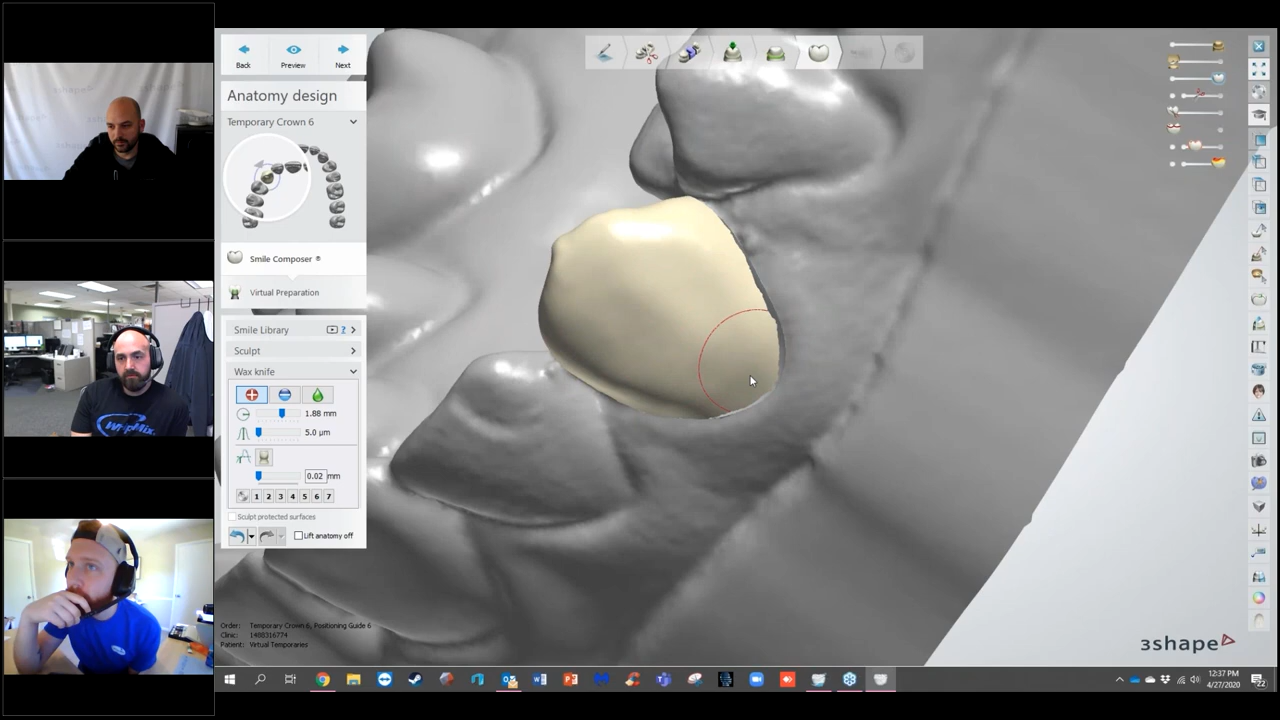 Back
Preview
Next
Anatomy design
Temporary Crown 6
Smile Composer ®
Virtual Preparation
Smile Library
?
Sculpt
Wax knife
1.88 mm
5.0 µm
0.02 mm
1 2 3 4 5 6 7
Sculpt protected surfaces
Lift anatomy off
Order: Temporary Crown 6, Positioning Guide 6
Clinic: 1488316774
Patient: Virtual Temporaries
3shape
WHIPMIX
12:37 PM
4/27/2020
22